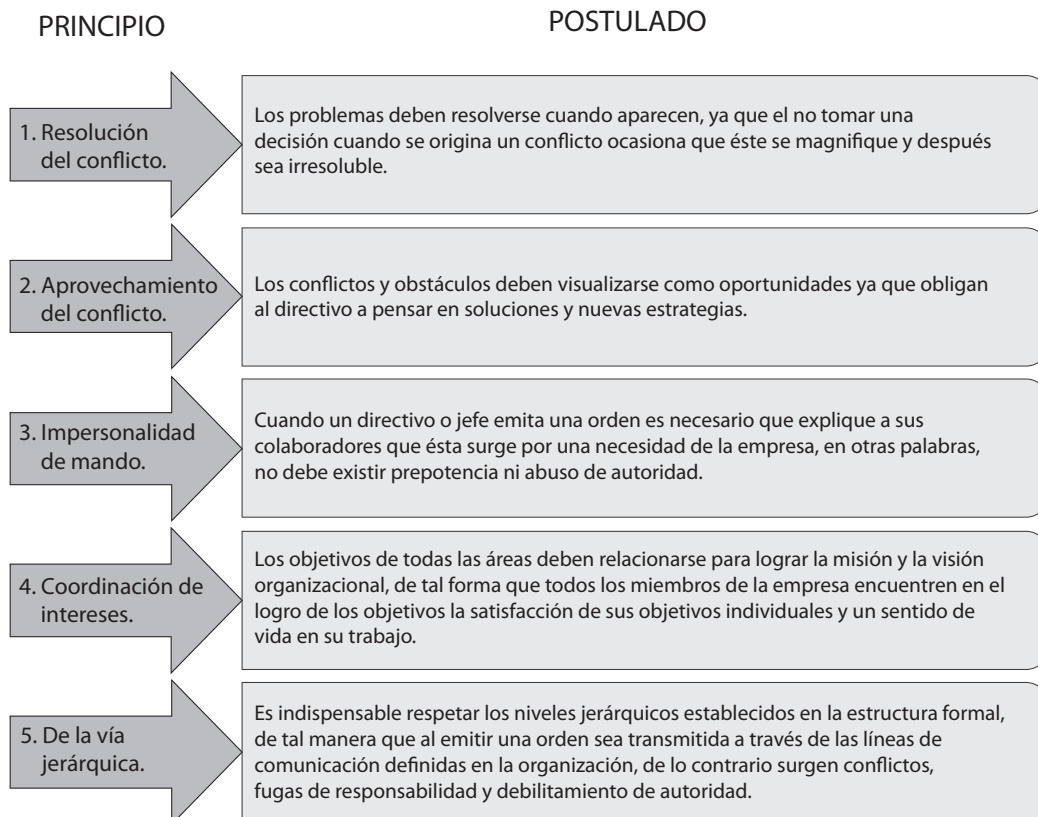 PRINCIPIO
POSTULADO
1. Resolución
del conflicto.
Los problemas deben resolverse cuando aparecen, ya que el no tomar una
decisión cuando se origina un conflicto ocasiona que éste se magnifique y después
sea irresoluble.
2. Aprovechamiento
del conflicto.
Los conflictos y obstáculos deben visualizarse como oportunidades ya que obligan
al directivo a pensar en soluciones y nuevas estrategias.
3. Impersonalidad
de mando.
Cuando un directivo o jefe emita una orden es necesario que explique a sus
colaboradores que ésta surge por una necesidad de la empresa, en otras palabras,
no debe existir prepotencia ni abuso de autoridad.
4. Coordinación de
intereses.
Los objetivos de todas las áreas deben relacionarse para lograr la misión y la visión
organizacional, de tal forma que todos los miembros de la empresa encuentren en el
logro de los objetivos la satisfacción de sus objetivos individuales y un sentido de
vida en su trabajo.
5. De la vía
jerárquica.
Es indispensable respetar los niveles jerárquicos establecidos en la estructura formal,
de tal manera que al emitir una orden sea transmitida a través de las líneas de
comunicación definidas en la organización, de lo contrario surgen conflictos,
fugas de responsabilidad y debilitamiento de autoridad.